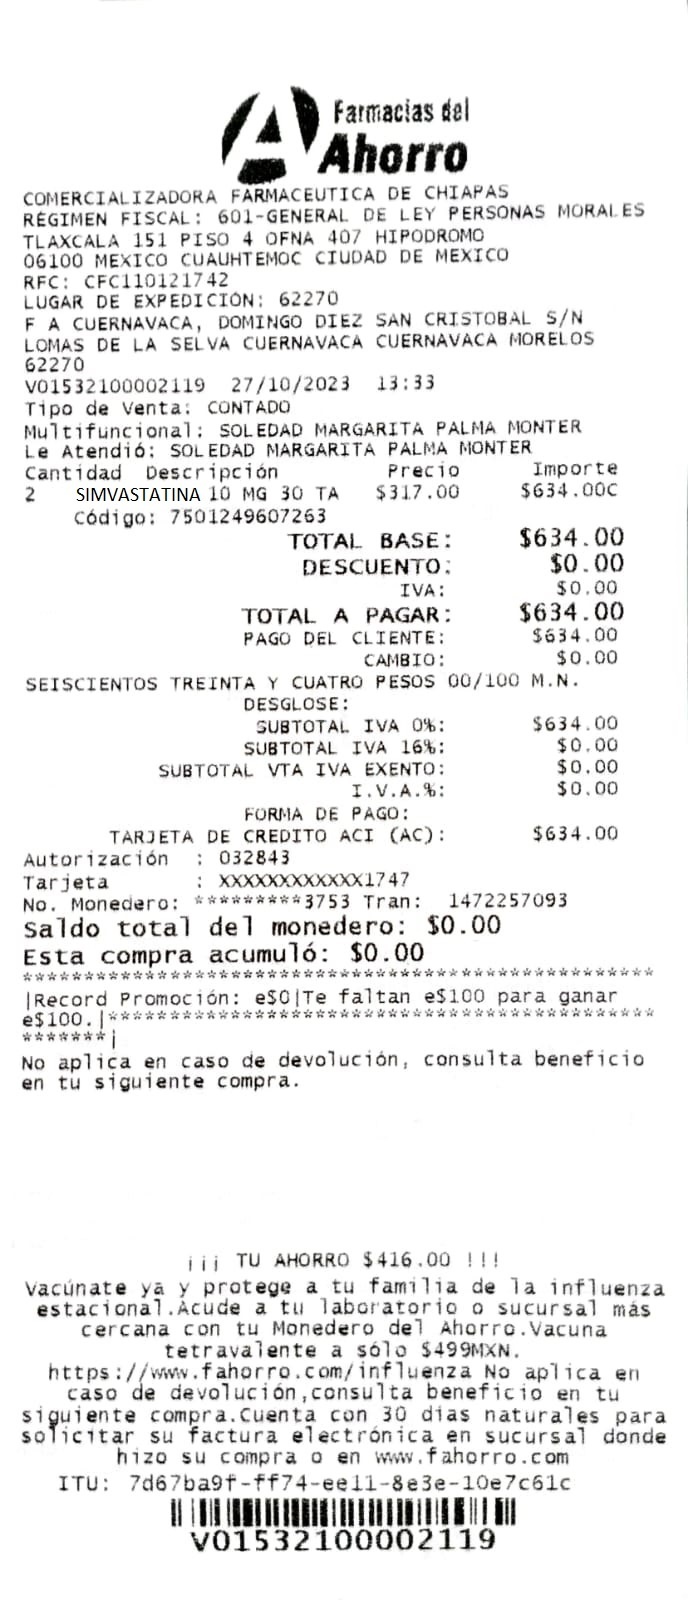 Farmacias del
Ahorro
COMERCIALIZADORA FARMACEUTICA DE CHIAPAS
RÉGIMEN FISCAL: 601-GENERAL DE LEY PERSONAS MORALES
TLAXCALA 151 PISO 4 OFNA 407 HIPODROMO
06100 MEXICO CUAUHTEMOC CIUDAD DE MEXICO
RFC: CFC110121742
LUGAR DE EXPEDICIÓN: 62270
F A CUERNAVACA, DOMINGO DIEZ SAN CRISTOBAL S/N
LOMAS DE LA SELVA CUERNAVACA CUERNAVACA MORELOS
62270
V01532100002119 27/10/2023 13:33
Tipo de Venta: CONTADO
Multifuncional: SOLEDAD MARGARITA PALMA MONTER
Le Atendió: SOLEDAD MARGARITA PALMA MONTER
Cantidad Descripción Precio Importe
2 SIMVASTATINA 10 MG 30 TA $317.00 $634.00C
Código: 7501249607263
TOTAL BASE: $634.00
DESCUENTO: $0.00
IVA: $0.00
TOTAL A PAGAR: $634.00
PAGO DEL CLIENTE: $634.00
CAMBIO: $0.00
SEISCIENTOS TREINTA Y CUATRO PESOS 00/100 M.N.
DESGLOSE:
SUBTOTAL IVA 0%: $634.00
SUBTOTAL IVA 16%: $0.00
SUBTOTAL VTA IVA EXENTO: $0.00
I.V.A.%: $0.00
FORMA DE PAGO:
TARJETA DE CREDITO ACI (AC): $634.00
Autorización : 032843
Tarjeta : XXXXXXXXXXXX1747
No. Monedero: *********3753 Tran: 1472257093
Saldo total del monedero: $0.00
Esta compra acumuló: $0.00
****************************************************
|Record Promoción: e$0|Te faltan e$100 para ganar
e$100.|*********************************************
*******|
No aplica en caso de devolución, consulta beneficio
en tu siguiente compra.
¡¡¡ TU AHORRO $416.00 !!!
Vacúnate ya y protege a tu familia de la influenza
estacional.Acude a tu laboratorio o sucursal más
cercana con tu Monedero del Ahorro.Vacuna
tetravalente a sólo $499MXN.
https://www.fahorro.com/influenza No aplica en
caso de devolución,consulta beneficio en tu
siguiente compra.Cuenta con 30 días naturales para
solicitar su factura electrónica en sucursal donde
hizo su compra o en www.fahorro.com
ITU: 7d67ba9f-ff74-ee11-8e3e-10e7c61c
V01532100002119